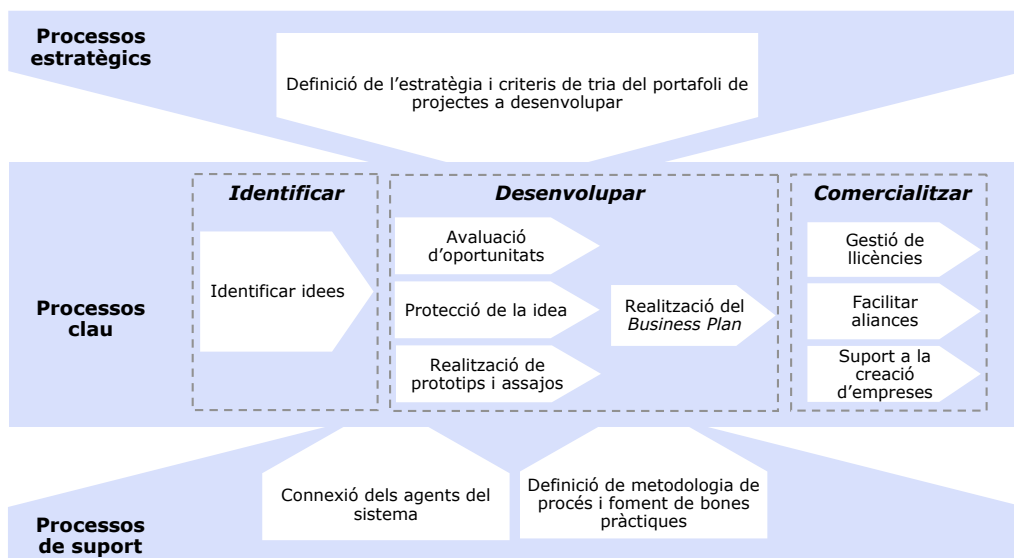 Processos
estratègics
Definició de l’estratègia i criteris de tria del portafoli de
projectes a desenvolupar
Processos
clau
Identificar
Identificar idees
Desenvolupar
Avaluació
d’oportunitats
Protecció de la idea
Realització de
prototips i assajos
Realització del
Business Plan
Comercialitzar
Gestió de
llicències
Facilitar
aliances
Suport a la
creació
d’empreses
Processos
de suport
Connexió dels agents del
sistema
Definició de metodologia de
procés i foment de bones
pràctiques